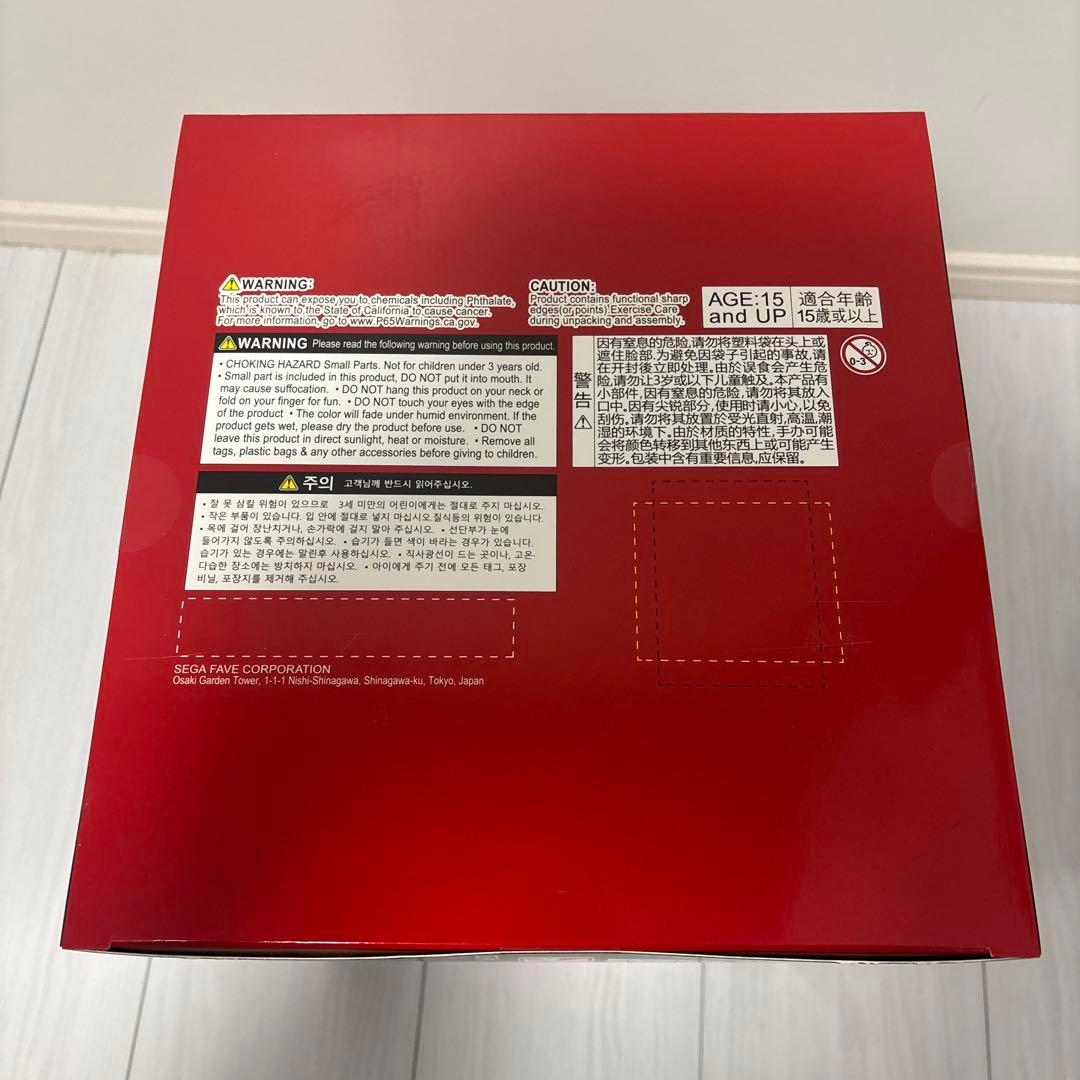 ⚠WARNING:
This product can expose you to chemicals including Phthalate,
which is known to the State of California to cause cancer.
For more information, go to www.P65Warnings.ca.gov.
CAUTION:
Product contains functional sharp
edges(or points).Exercise Care
during unpacking and assembly.
AGE:15
and UP
適合年齢
15歳或以上
⚠WARNING Please read the following warning before using this product.
• CHOKING HAZARD Small Parts. Not for children under 3 years old.
• Small part is included in this product, DO NOT put it into mouth. It
may cause suffocation. • DO NOT hang this product on your neck or
fold on your finger for fun. • DO NOT touch your eyes with the edge
of the product • The color will fade under humid environment. If the
product gets wet, please dry the product before use. • DO NOT
leave this product in direct sunlight, heat or moisture. • Remove all
tags, plastic bags & any other accessories before giving to children.
警告⚠
因有窒息的危险,请勿将塑料袋在头上或
遮住脸部.为避免因袋子引起的事故,请
在开封後立即处理。由於误食会产生危
险,请勿让3岁或以下儿童触及.本产品有
小部件,因有窒息的危险,请勿将其放入
口中.因有尖锐部分,使用时请小心,以免
刮伤。请勿将其放置於受光直射,高温,潮
湿的环境下。由於材质的特性,手办可能
会将颜色转移到其他东西上或可能产生
变形。包装中含有重要信息,应保留。
0-3
⚠주의 고객님께 반드시 읽어주십시오.
• 잘 못 삼킬 위험이 있으므로 3세 미만의 어린이에게는 절대로 주지 마십시오.
• 작은 부품이 있습니다. 입 안에 절대로 넣지 마십시오.질식등의 위험이 있습니다.
• 목에 걸어 장난치거나, 손가락에 걸지 말아 주십시오. • 선단부가 눈에
들어가지 않도록 주의하십시오. • 습기가 들면 색이 바라는 경우가 있습니다.
습기가 있는 경우에는 말린후 사용하십시오. • 직사광선이 드는 곳이나, 고온·
다습한 장소에는 방치하지 마십시오. • 아이에게 주기 전에 모든 태그, 포장
비닐, 포장지를 제거해 주십시오.
SEGA FAVE CORPORATION
Osaki Garden Tower, 1-1-1 Nishi-Shinagawa, Shinagawa-ku, Tokyo, Japan